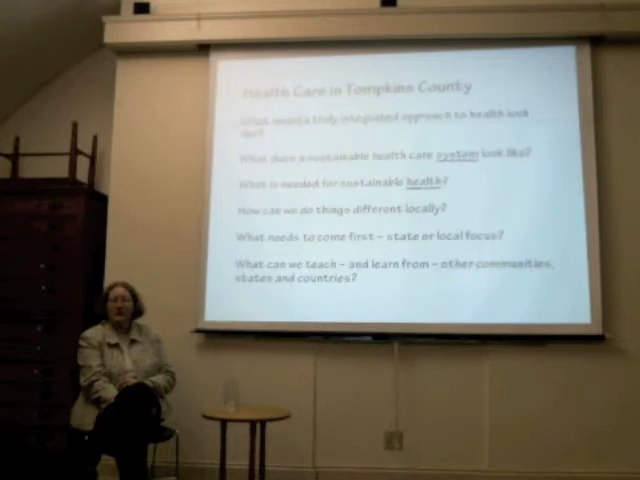 Health Care in Tompkins County
What would a truly integrated approach to health look
like?
What does a sustainable health care system look like?
What is needed for sustainable health?
How can we do things different locally?
What needs to come first – state or local focus?
What can we teach – and learn from – other communities,
states and countries?